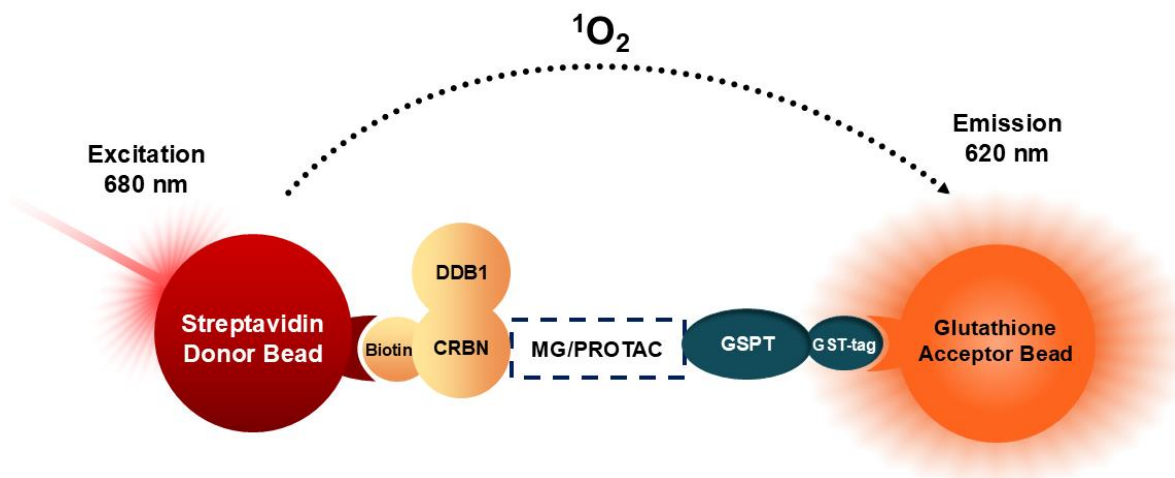 ¹O₂
Excitation
680 nm
Emission
620 nm
Streptavidin
Donor Bead
Biotin
DDB1
CRBN
MG/PROTAC
GSPT
GST-tag
Glutathione
Acceptor Bead